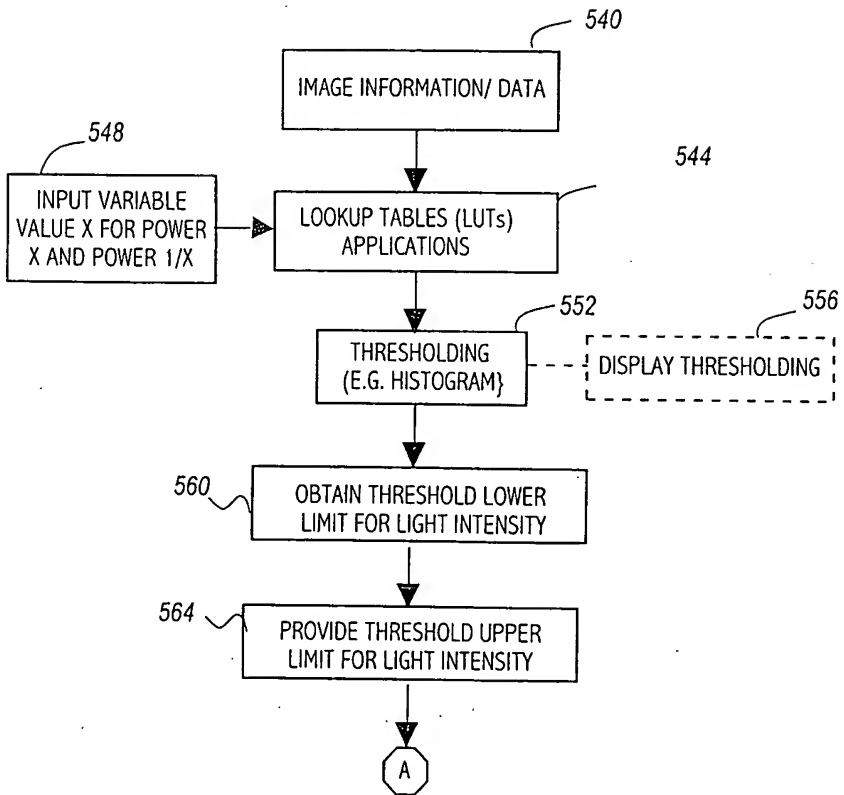 540
IMAGE INFORMATION/ DATA
548
544
INPUT VARIABLE
VALUE X FOR POWER
X AND POWER 1/X
LOOKUP TABLES (LUTs)
APPLICATIONS
552
556
THRESHOLDING
(E.G. HISTOGRAM}
DISPLAY THRESHOLDING
560
OBTAIN THRESHOLD LOWER
LIMIT FOR LIGHT INTENSITY
564
PROVIDE THRESHOLD UPPER
LIMIT FOR LIGHT INTENSITY
A